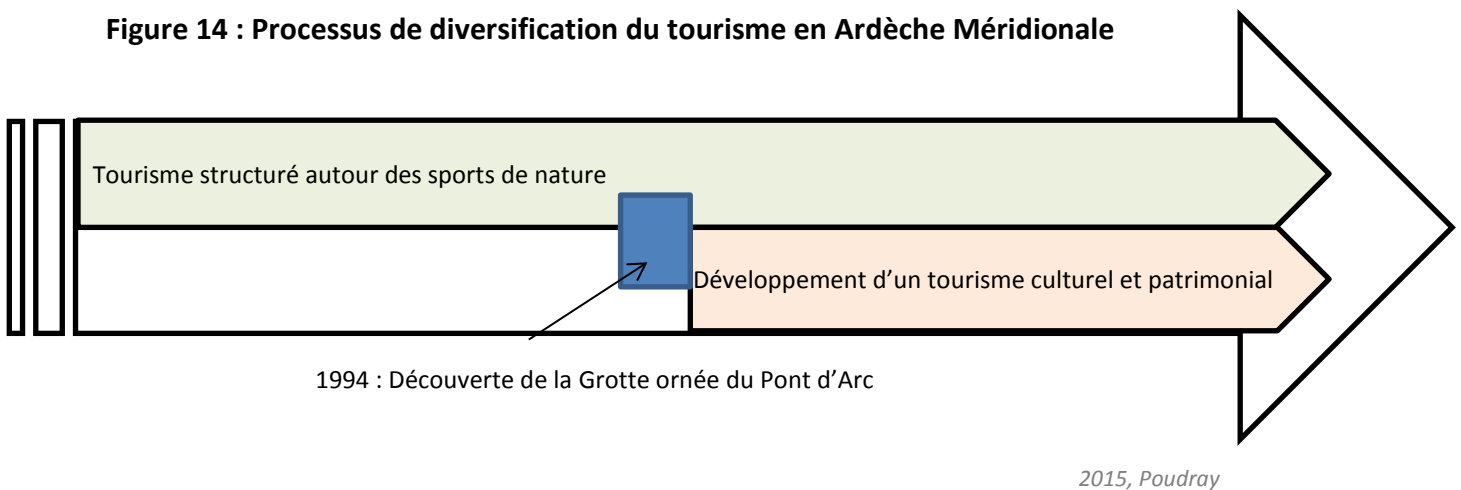 Figure 14 : Processus de diversification du tourisme en Ardèche Méridionale
Tourisme structuré autour des sports de nature
Développement d’un tourisme culturel et patrimonial
1994 : Découverte de la Grotte ornée du Pont d’Arc
2015, Poudray